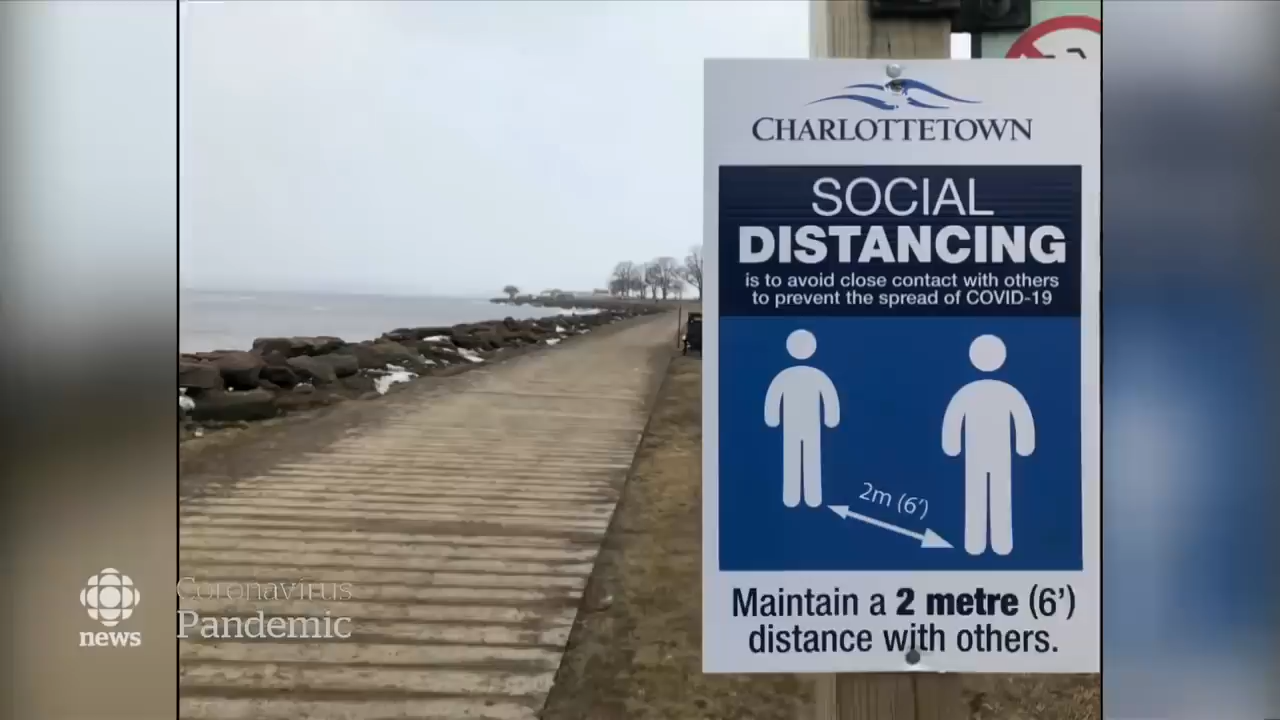 CHARLOTTETOWN
SOCIAL
DISTANCING
is to avoid close contact with others
to prevent the spread of COVID-19
2m (6')
Maintain a 2 metre (6')
distance with others.
Coronavirus
Pandemic
news